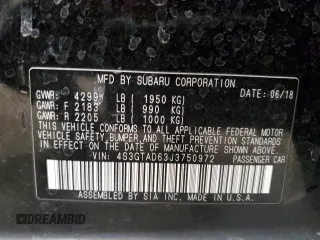 MFD BY SUBARU CORPORATION
GVWR: 4299 LB ( 1950 KG) 06/18
GAWR: F 2183 LB ( 990 KG)
GAWR: R 2205 LB ( 1000 KG)
THIS VEHICLE CONFORMS TO ALL APPLICABLE
FEDERAL MOTOR VEHICLE
SAFETY, BUMPER, AND THEFT PREVENTION
STANDARDS IN EFFECT ON THE DATE OF
MANUFACTURE SHOWN ABOVE.
VIN: 4S3GTAD63J3750972 PASSENGER CAR
ASSEMBLED BY SIA INC. MADE IN U.S.A.
DREAMBID